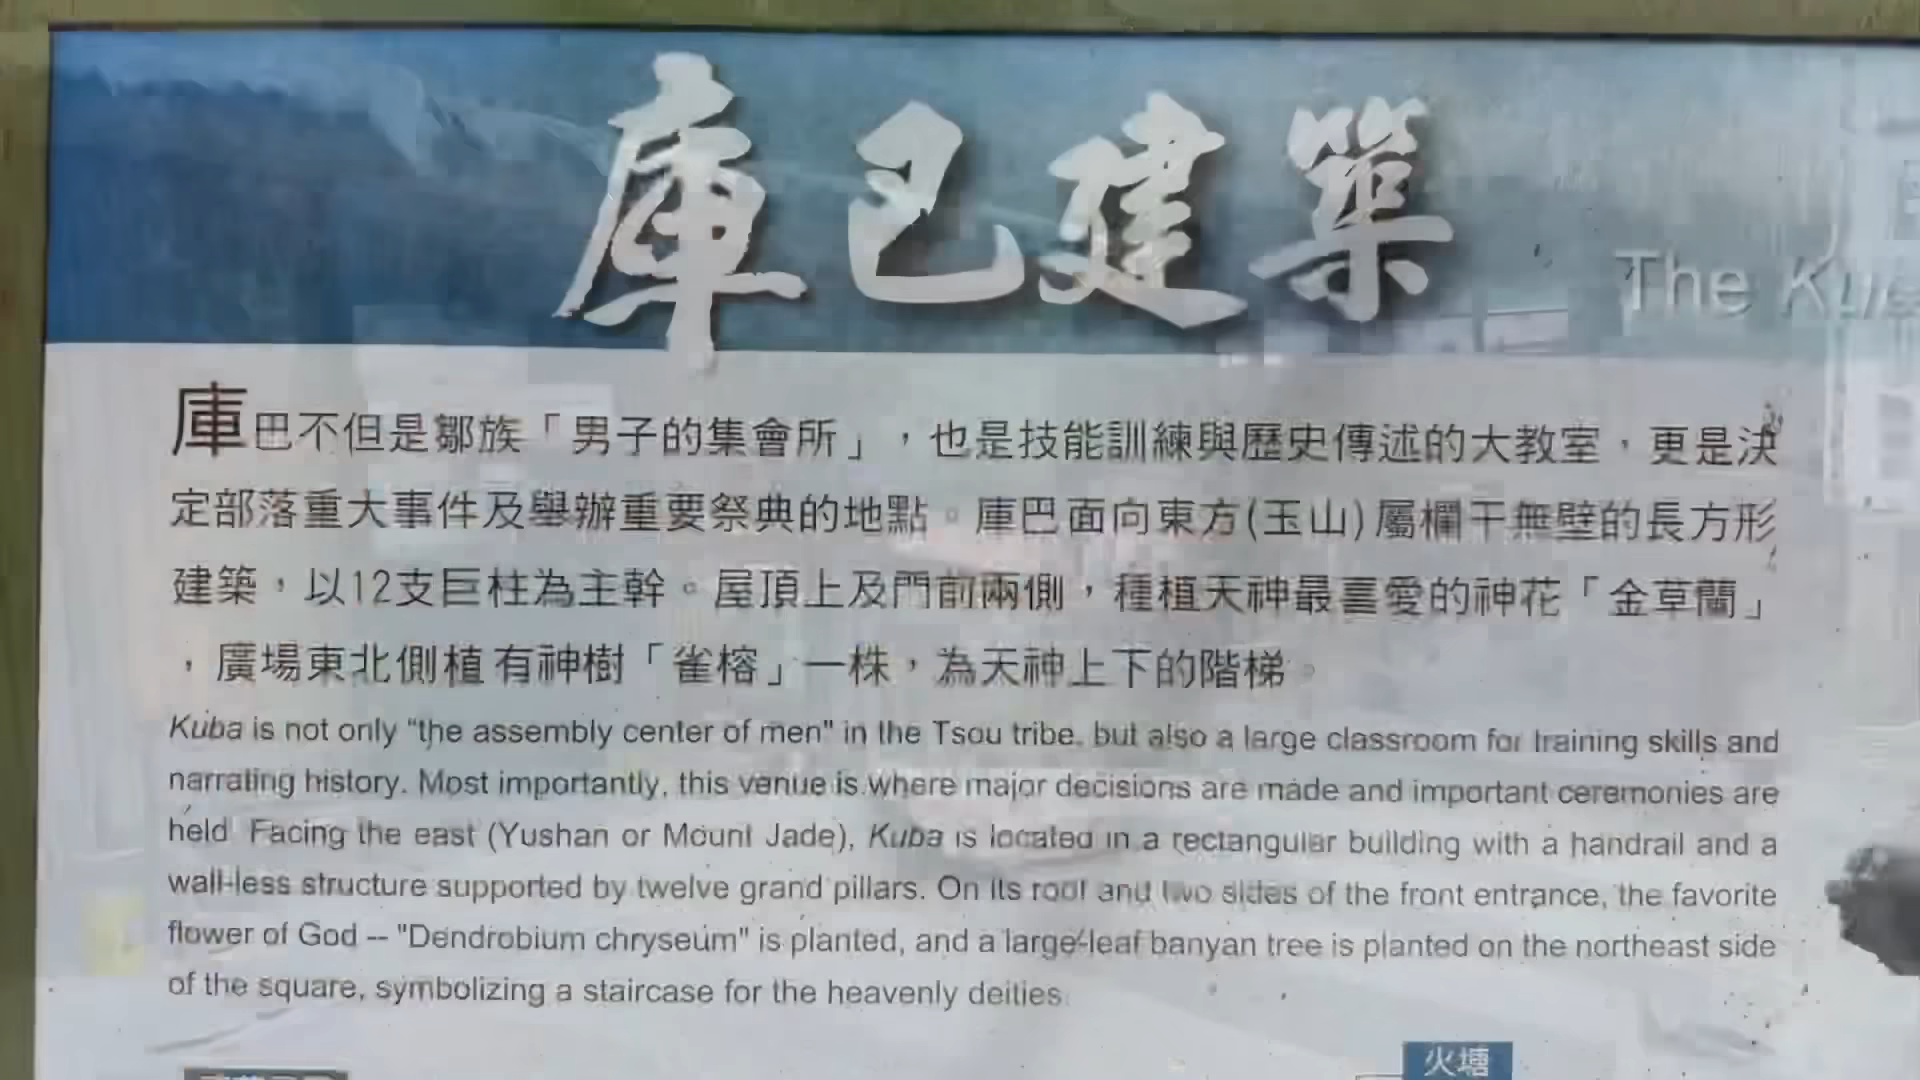 庫巴建築
The Ku
庫巴不但是鄒族「男子的集會所」，也是技能訓練與歷史傳述的大教室，更是決
定部落重大事件及舉辦重要祭典的地點。庫巴面向東方(玉山)屬欄干無壁的長方形
建築，以12支巨柱為主幹。屋頂上及門前兩側，種植天神最喜愛的神花「金草蘭」
，廣場東北側植有神樹「雀榕」一株，為天神上下的階梯。
Kuba is not only "the assembly center of men" in the Tsou tribe, but also a large classroom for training skills and
narrating history. Most importantly, this venue is where major decisions are made and important ceremonies are
held. Facing the east (Yushan or Mount Jade), Kuba is located in a rectangular building with a handrail and a
wall-less structure supported by twelve grand pillars. On its roof and two sides of the front entrance, the favorite
flower of God -- "Dendrobium chryseum" is planted, and a large-leaf banyan tree is planted on the northeast side
of the square, symbolizing a staircase for the heavenly deities.
火塘